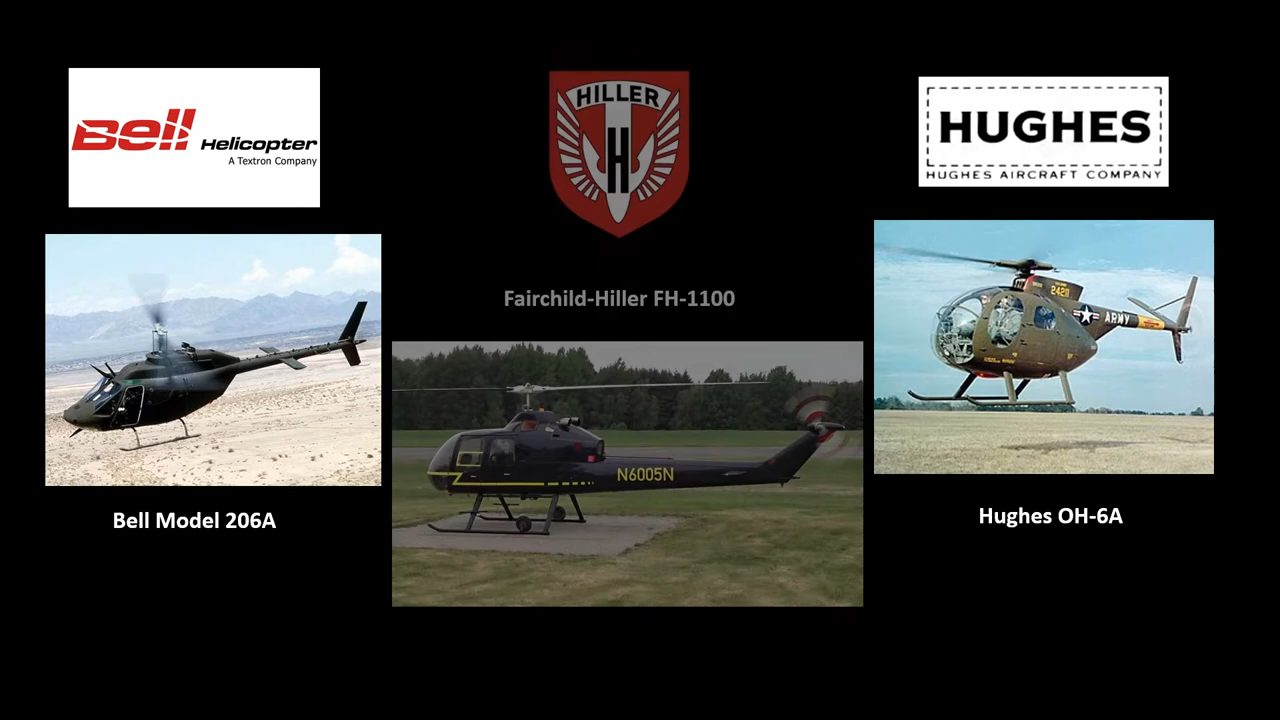 Bell Helicopter
A Textron Company
HILLER
H
HUGHES
HUGHES AIRCRAFT COMPANY
Fairchild-Hiller FH-1100
24211
ARMY
N6005N
Bell Model 206A
Hughes OH-6A